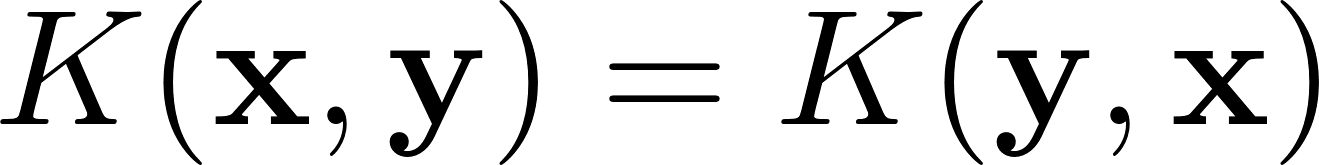 K(𝐱, 𝐲) = K(𝐲, 𝐱)